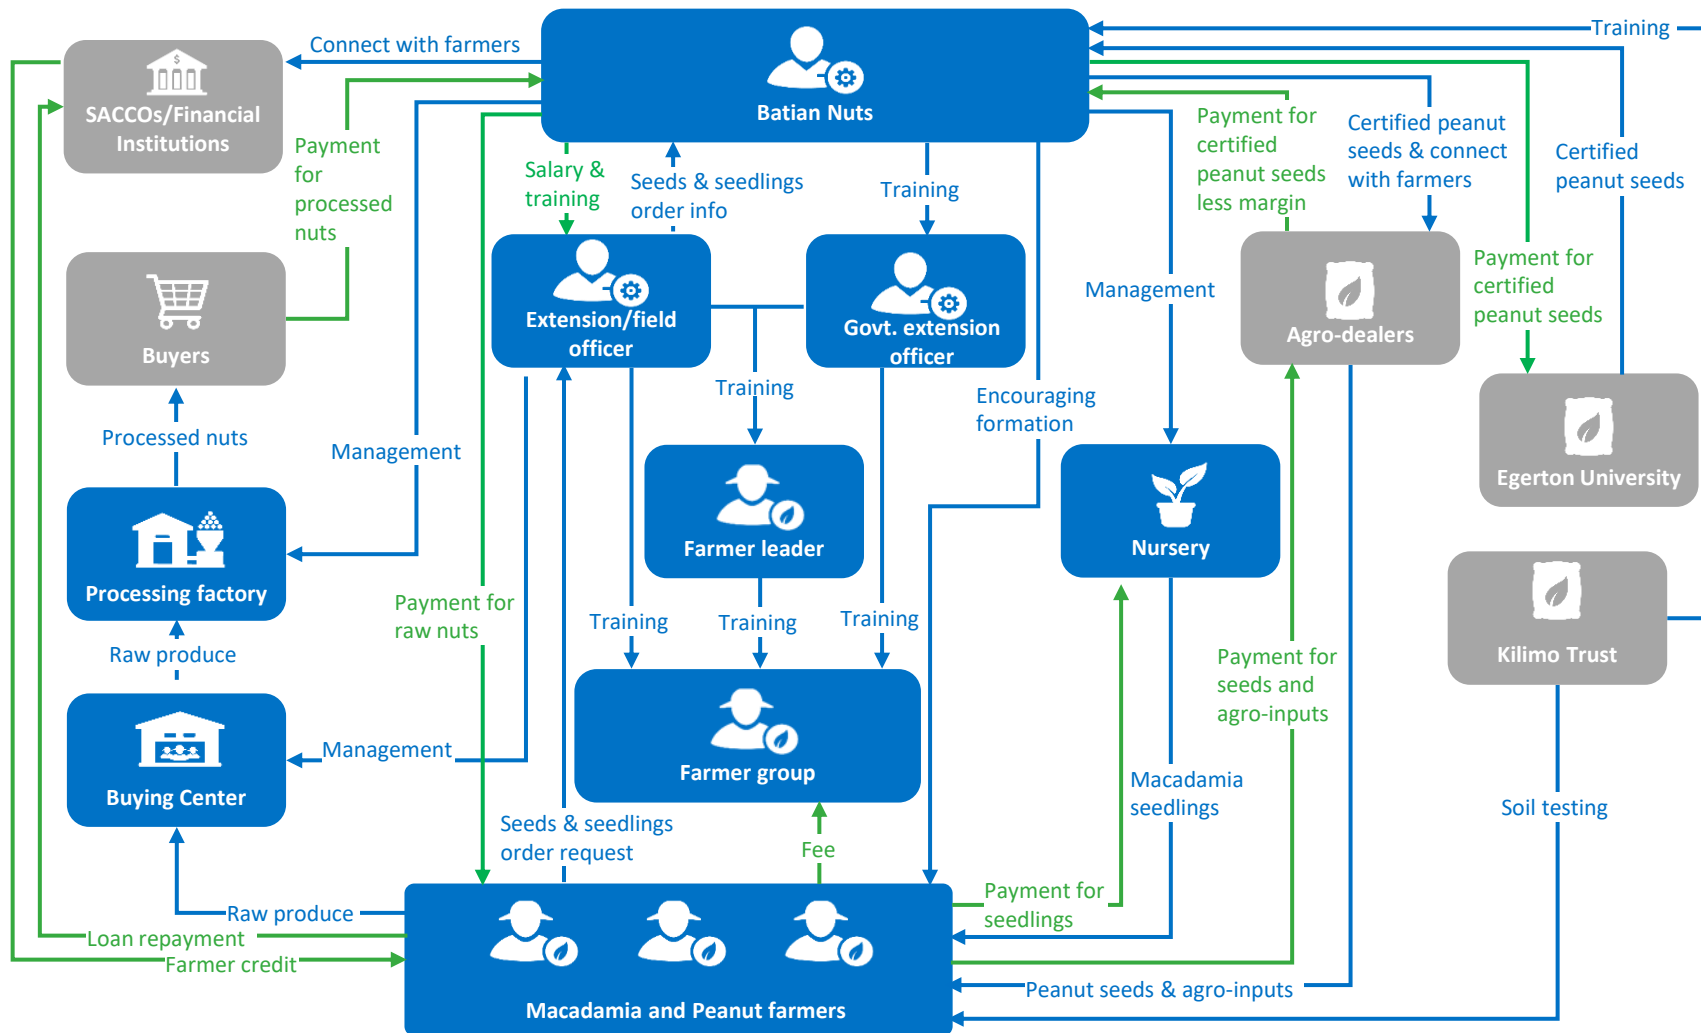 Training
Connect with farmers
$
SACCOs/Financial
Institutions
Batian Nuts
Payment
for
processed
nuts
Salary &
training
Seeds & seedlings
order info
Training
Payment for
certified
peanut seeds
less margin
Certified peanut
seeds & connect
with farmers
Certified
peanut seeds
Buyers
Extension/field
officer
Govt. extension
officer
Management
Agro-dealers
Payment for
certified
peanut seeds
Training
Encouraging
formation
Processed nuts
Management
Egerton University
Farmer leader
Nursery
Processing factory
Payment for
raw nuts
Training
Training
Training
Raw produce
Payment for
seeds and
agro-inputs
Kilimo Trust
Management
Farmer group
Buying Center
Macadamia
seedlings
Soil testing
Seeds & seedlings
order request
Fee
Payment for
seedlings
Raw produce
Loan repayment
Farmer credit
Peanut seeds & agro-inputs
Macadamia and Peanut farmers